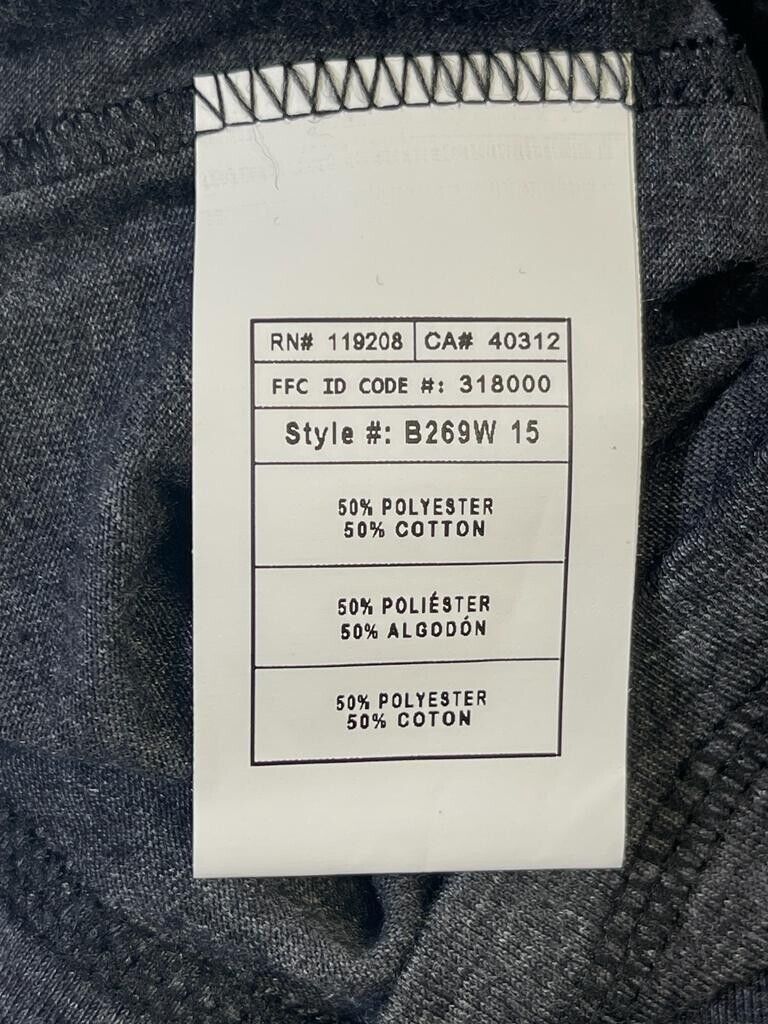 RN# 119208 CA# 40312
FFC ID CODE #: 318000
Style #: B269W 15
50% POLYESTER
50% COTTON
50% POLIÉSTER
50% ALGODÓN
50% POLYESTER
50% COTON